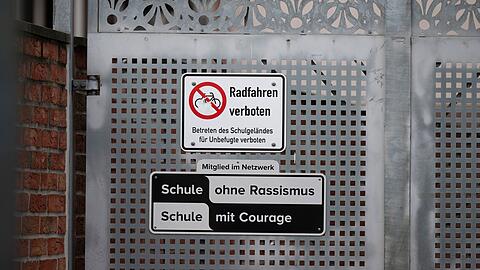 Radfahren
verboten
Betreten des Schulgeländes
für Unbefugte verboten
Mitglied im Netzwerk
Schule ohne Rassismus
Schule mit Courage